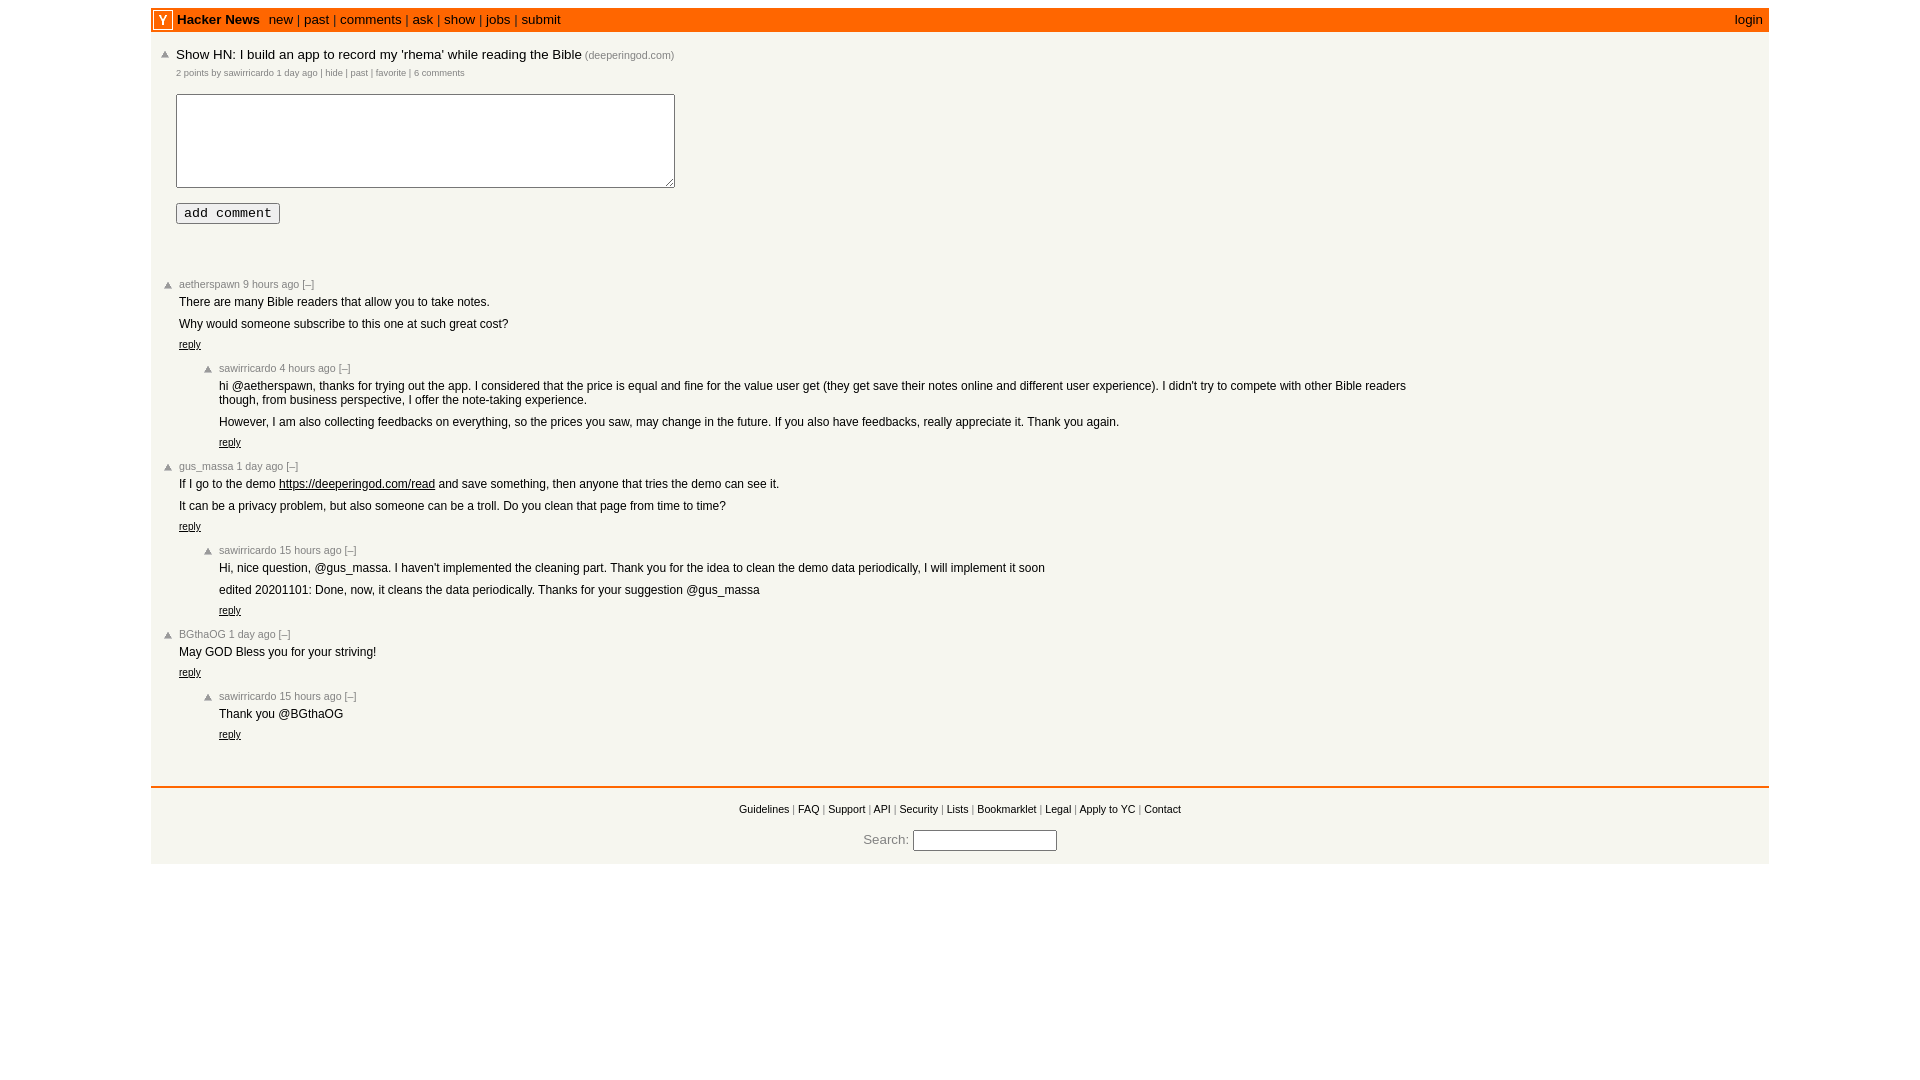 Y Hacker News new | past | comments | ask | show | jobs | submit login
Show HN: I build an app to record my 'rhema' while reading the Bible (deeperingod.com)
2 points by sawirricardo 1 day ago | hide | past | favorite | 6 comments
add comment
aetherspawn 9 hours ago [–]
There are many Bible readers that allow you to take notes.
Why would someone subscribe to this one at such great cost?
reply
sawirricardo 4 hours ago [–]
hi @aetherspawn, thanks for trying out the app. I considered that the price is equal and fine for the value user get (they get save their notes online and different user experience). I didn't try to compete with other Bible readers
though, from business perspective, I offer the note-taking experience.
However, I am also collecting feedbacks on everything, so the prices you saw, may change in the future. If you also have feedbacks, really appreciate it. Thank you again.
reply
gus_massa 1 day ago [–]
If I go to the demo https://deeperingod.com/read and save something, then anyone that tries the demo can see it.
It can be a privacy problem, but also someone can be a troll. Do you clean that page from time to time?
reply
sawirricardo 15 hours ago [–]
Hi, nice question, @gus_massa. I haven't implemented the cleaning part. Thank you for the idea to clean the demo data periodically, I will implement it soon
edited 20201101: Done, now, it cleans the data periodically. Thanks for your suggestion @gus_massa
reply
BGthaOG 1 day ago [–]
May GOD Bless you for your striving!
reply
sawirricardo 15 hours ago [–]
Thank you @BGthaOG
reply
Guidelines | FAQ | Support | API | Security | Lists | Bookmarklet | Legal | Apply to YC | Contact
Search: